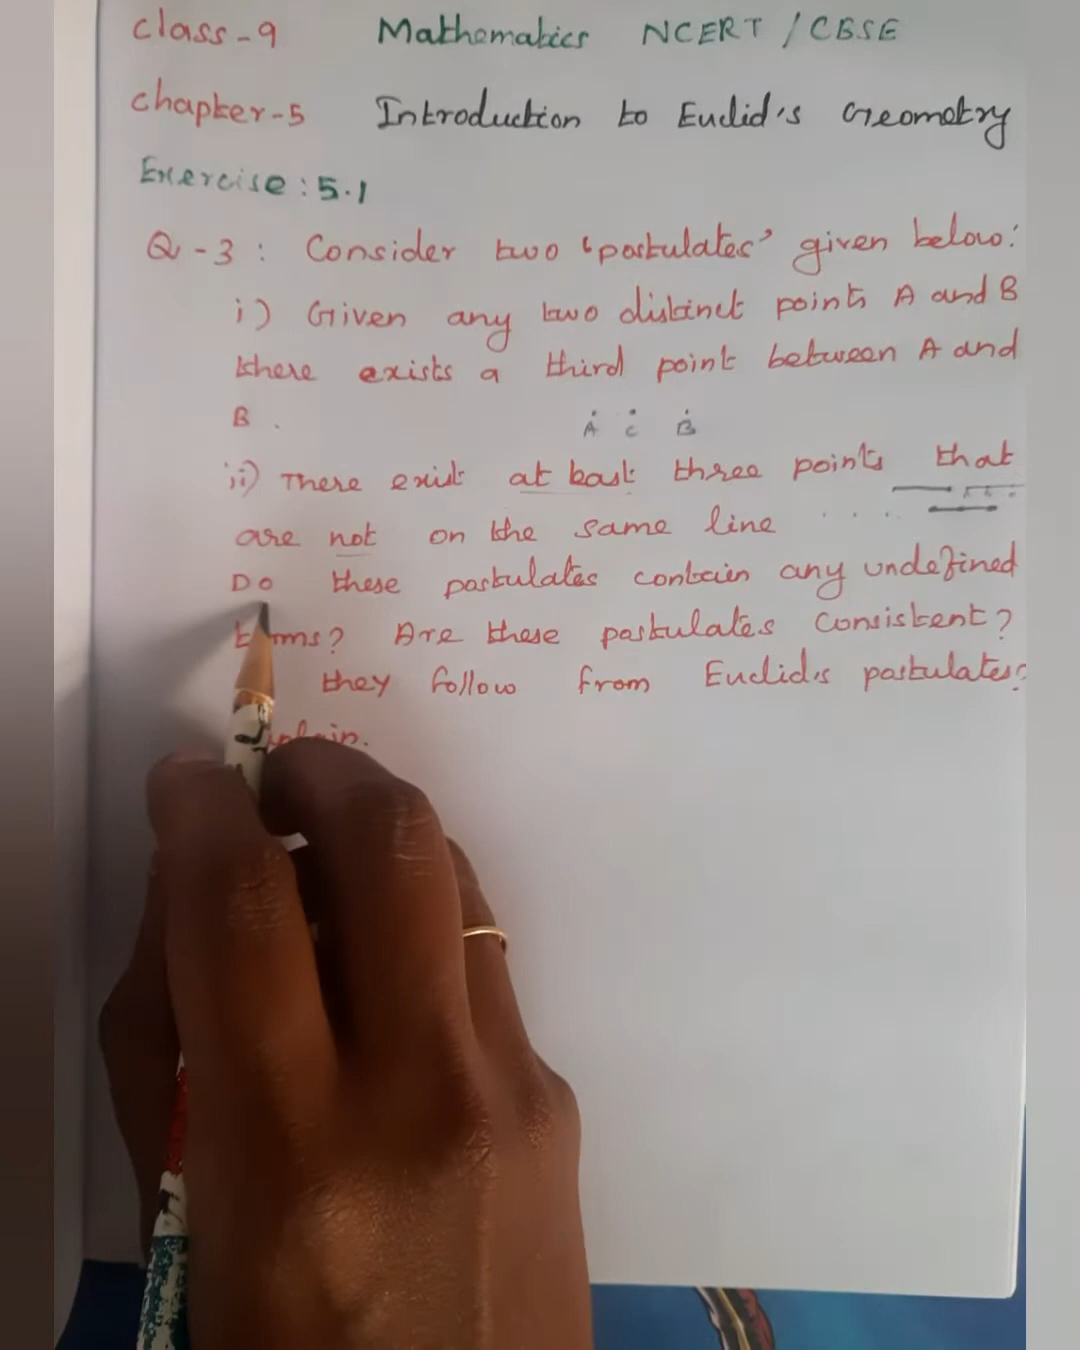 class-9 Mathematics NCERT / CBSE
chapter-5 Introduction to Euclid's Geometry
Exercise: 5.1
Q-3: Consider two 'postulates' given below:
i) Given any two distinct points A and B
there exists a third point between A and
B.
A C B
ii) There exist at least three points that
are not on the same line
Do these postulates contain any undefined
terms? Are these postulates consistent?
they follow from Euclid's postulates?